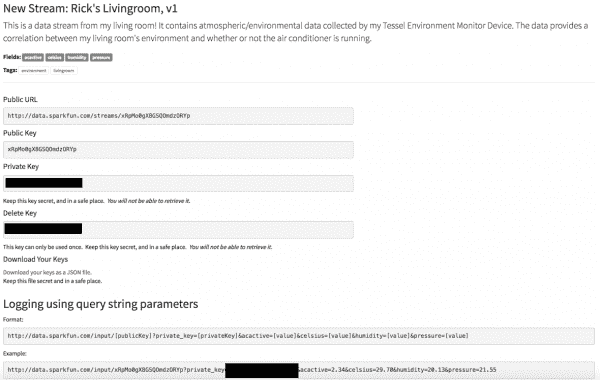 New Stream: Rick's Livingroom, v1
This is a data stream from my living room! It contains atmospheric/environmental data collected by my Tessel Environment Monitor Device. The data provides a
correlation between my living room's environment and whether or not the air conditioner is running.
Fields: acactive celsius humidity pressure
Tags: environment livingroom
Public URL
http://data.sparkfun.com/streams/xRpMo0gX8GSQOmdzORYp
Public Key
xRpMo0gX8GSQOmdzORYp
Private Key
Keep this key secret, and in a safe place. You will not be able to retrieve it.
Delete Key
This key can only be used once. Keep this key secret, and in a safe place. You will not be able to retrieve it.
Download Your Keys
Download your keys as a JSON file.
Keep this file secret and in a safe place.
Logging using query string parameters
Format:
http://data.sparkfun.com/input/[publicKey]?private_key=[privateKey]&acactive=[value]&celsius=[value]&humidity=[value]&pressure=[value]
Example:
http://data.sparkfun.com/input/xRpMo0gX8GSQOmdzORYp?private_key &acactive=2.34&celsius=29.70&humidity=20.13&pressure=21.55